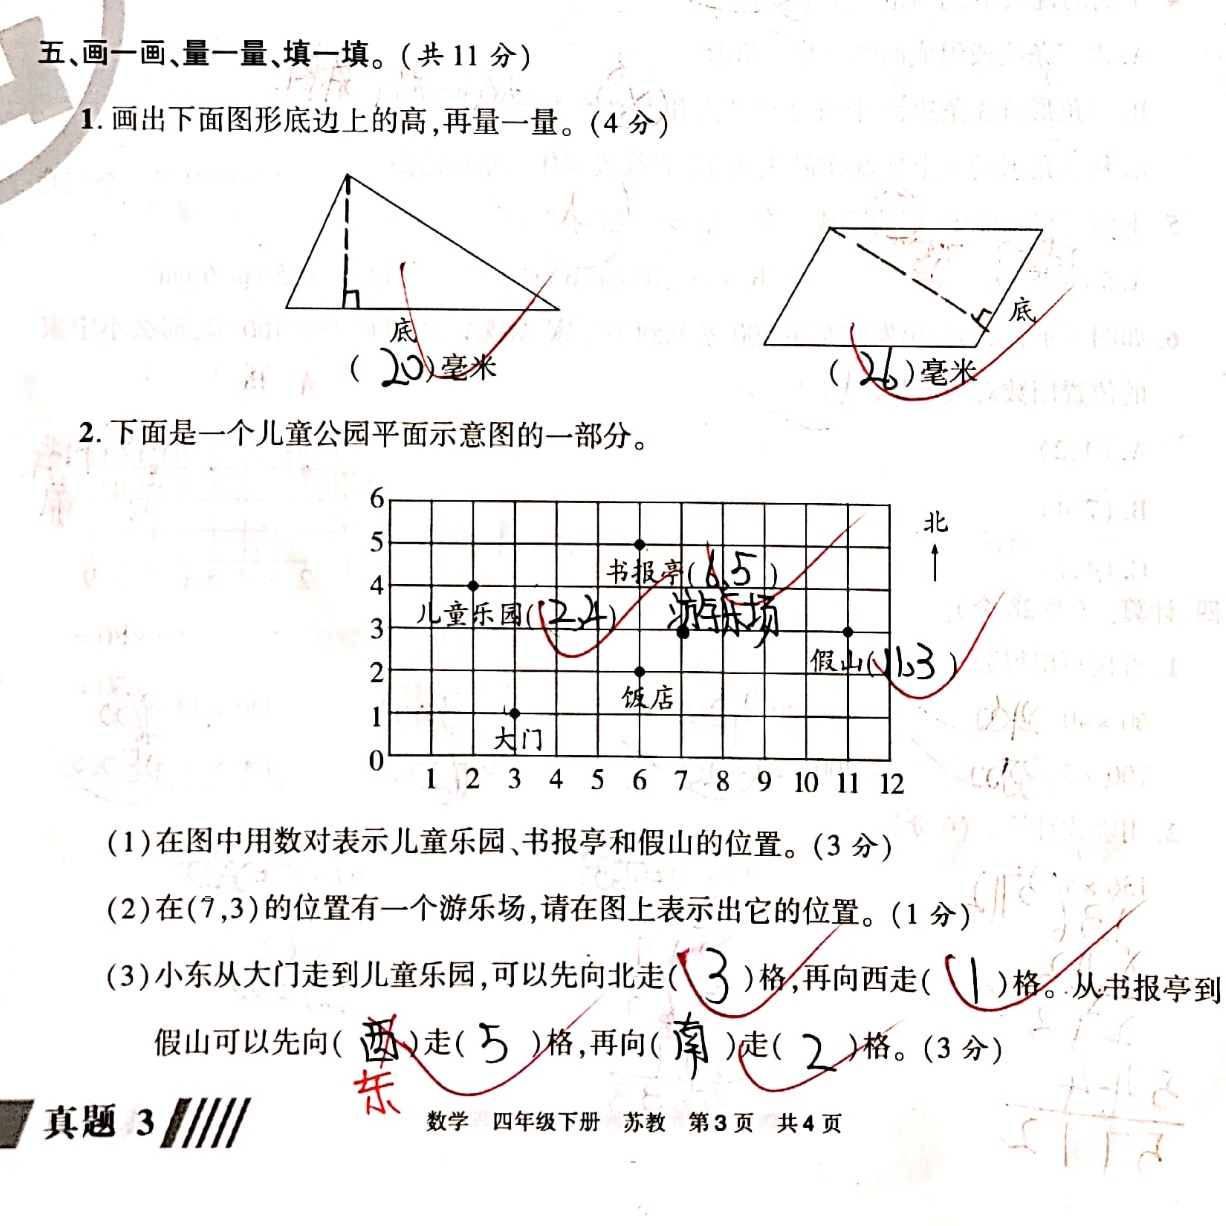 五、画一画、量一量、填一填。(共11分)
1.画出下面图形底边上的高,再量一量。(4分)
底
底
(20)毫米
(26)毫米
2.下面是一个儿童公园平面示意图的一部分。
6
北
5
书报亭(6,5)
4
儿童乐园(2,4)
游乐场
3
假山(11,3)
2
饭店
1
大门
0
1 2 3 4 5 6 7 8 9 10 11 12
(1)在图中用数对表示儿童乐园、书报亭和假山的位置。(3分)
(2)在(7,3)的位置有一个游乐场,请在图上表示出它的位置。(1分)
(3)小东从大门走到儿童乐园,可以先向北走(3)格,再向西走(1)格。从书报亭到
假山可以先向(西)走(5)格,再向(南)走(2)格。(3分)
东
真题 3
数学 四年级下册 苏教 第3页 共4页